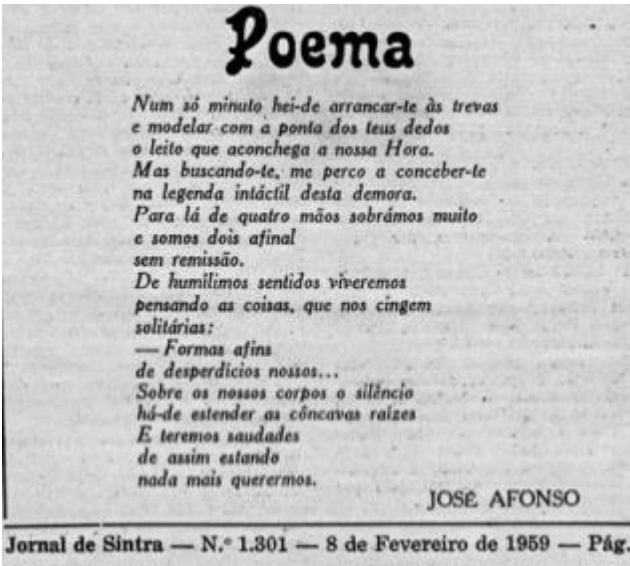 Poema
Num só minuto hei-de arrancar-te às trevas
e modelar com a ponta dos teus dedos
o leito que aconchega a nossa Hora.
Mas buscando-te, me perco a conceber-te
na legenda intáctil desta demora.
Para lá de quatro mãos sobrámos muito
e somos dois afinal
sem remissão.
De humílimos sentidos viveremos
pensando as coisas, que nos cingem
solitárias:
— Formas afins
de desperdícios nossos...
Sobre os nossos corpos o silêncio
há-de estender as côncavas raízes
E teremos saudades
de assim estando
nada mais querermos.
JOSÉ AFONSO
Jornal de Sintra — N.º 1.301 — 8 de Fevereiro de 1959 — Pág.